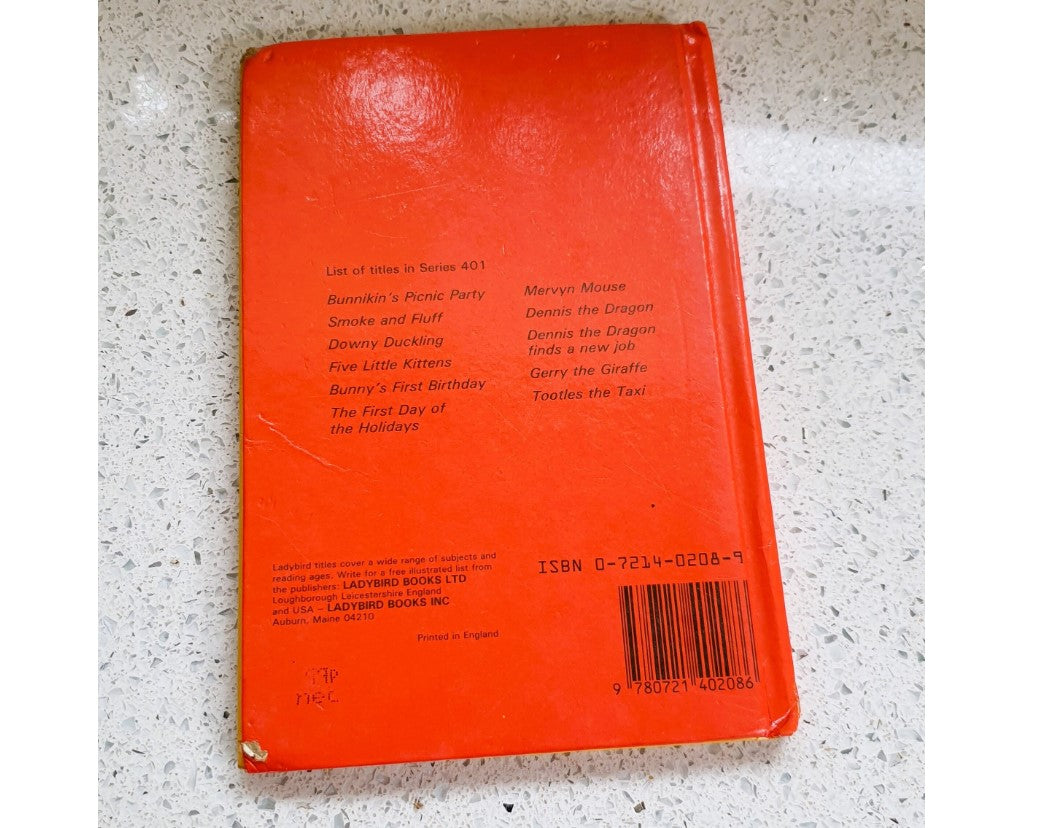 List of titles in Series 401
Bunnikin's Picnic Party
Smoke and Fluff
Downy Duckling
Five Little Kittens
Bunny's First Birthday
The First Day of
the Holidays
Mervyn Mouse
Dennis the Dragon
Dennis the Dragon
finds a new job
Gerry the Giraffe
Tootles the Taxi
Ladybird titles cover a wide range of subjects and
reading ages. Write for a free illustrated list from
the publishers: LADYBIRD BOOKS LTD
Loughborough Leicestershire England
and USA – LADYBIRD BOOKS INC
Auburn, Maine 04210
Printed in England
ISBN 0-7214-0208-9
9 780721 402086